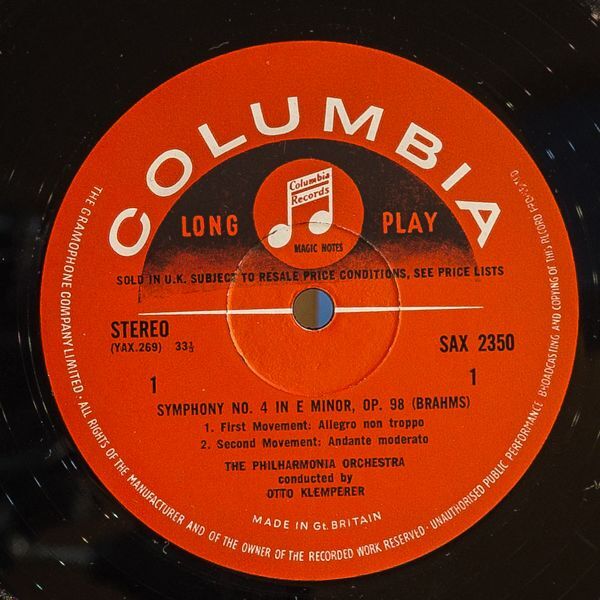 COLUMBIA
Columbia
Records
LONG PLAY
MAGIC NOTES
SOLD IN U.K. SUBJECT TO RESALE PRICE CONDITIONS, SEE PRICE LISTS
STEREO
(YAX.269) 33⅓
SAX 2350
1 1
SYMPHONY NO. 4 IN E MINOR, OP. 98 (BRAHMS)
1. First Movement: Allegro non troppo
2. Second Movement: Andante moderato
THE PHILHARMONIA ORCHESTRA
conducted by
OTTO KLEMPERER
MADE IN Gt. BRITAIN
THE GRAMOPHONE COMPANY LIMITED · ALL RIGHTS OF THE MANUFACTURER AND OF THE OWNER OF THE RECORDED WORK RESERVED · UNAUTHORISED PUBLIC PERFORMANCE BROADCASTING AND COPYING OF THIS RECORD PROHIBITED